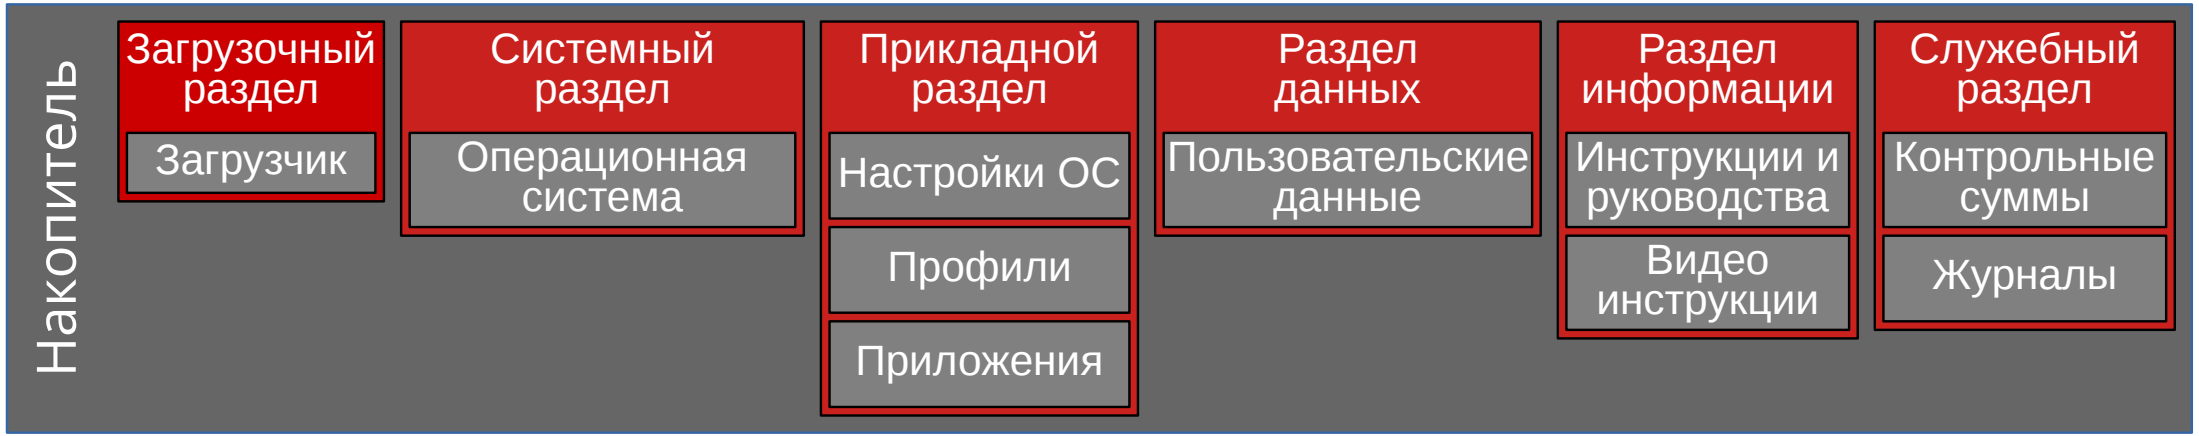 Накопитель
Загрузочный
раздел
Загрузчик
Системный
раздел
Операционная
система
Прикладной
раздел
Настройки ОС
Профили
Приложения
Раздел
данных
Пользовательские
данные
Раздел
информации
Инструкции и
руководства
Видео
инструкции
Служебный
раздел
Контрольные
суммы
Журналы